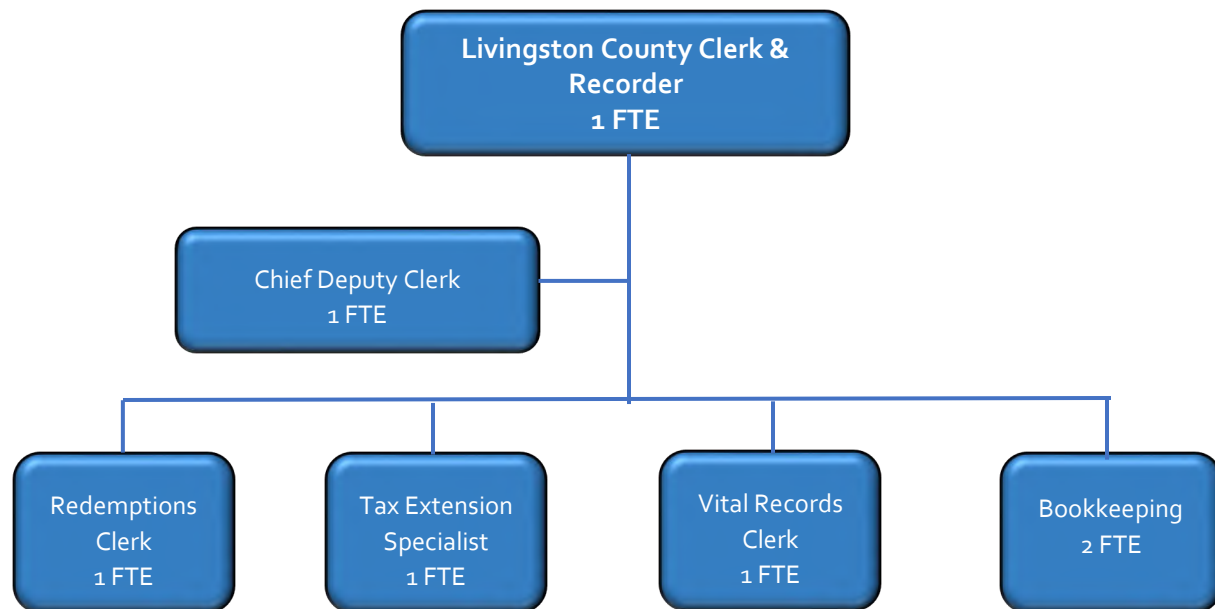 Livingston County Clerk &
Recorder
1 FTE
Chief Deputy Clerk
1 FTE
Redemptions
Clerk
1 FTE
Tax Extension
Specialist
1 FTE
Vital Records
Clerk
1 FTE
Bookkeeping
2 FTE